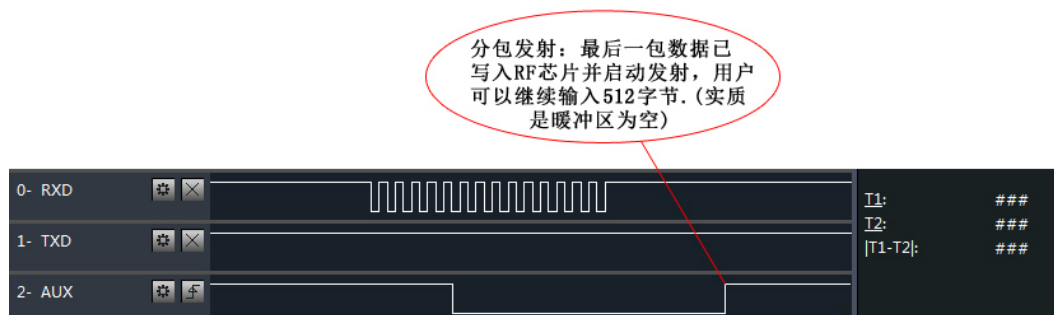 分包发射：最后一包数据已
写入RF芯片并启动发射，用户
可以继续输入512字节.(实质
是暖冲区为空)
0- RXD
1- TXD
2- AUX
T1: ###
T2: ###
|T1-T2|: ###